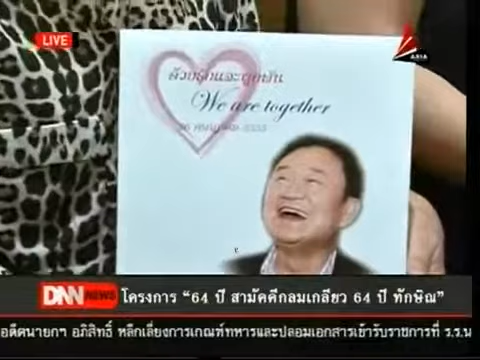 LIVE
ASIA
We are together
DNN NEWS
โครงการ “64 ปี สามัคคีกลมเกลียว 64 ปี ทักษิณ”
อดีตนายกฯ อภิสิทธิ์ หลีกเลี่ยงการเกณฑ์ทหารและปลอมเอกสารเข้ารับราชการที่ ร.ร.น